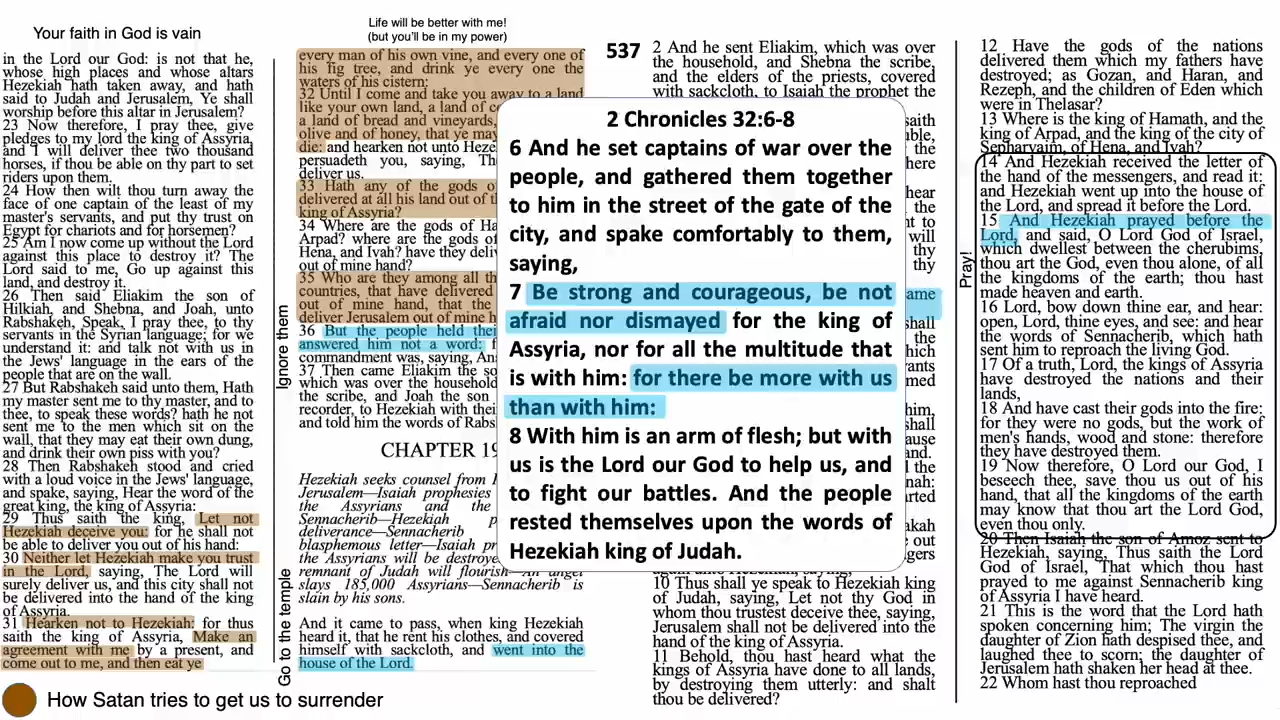 Your faith in God is vain
in the Lord our God: is not that he,
whose high places and whose altars
Hezekiah hath taken away, and hath
said to Judah and Jerusalem, Ye shall
worship before this altar in Jerusalem?
23 Now therefore, I pray thee, give
pledges to my lord the king of Assyria,
and I will deliver thee two thousand
horses, if thou be able on thy part to set
riders upon them.
24 How then wilt thou turn away the
face of one captain of the least of my
master's servants, and put thy trust on
Egypt for chariots and for horsemen?
25 Am I now come up without the Lord
against this place to destroy it? The
Lord said to me, Go up against this
land, and destroy it.
26 Then said Eliakim the son of
Hilkiah, and Shebna, and Joah, unto
Rabshakeh, Speak, I pray thee, to thy
servants in the Syrian language; for we
understand it: and talk not with us in
the Jews' language in the ears of the
people that are on the wall.
27 But Rabshakeh said unto them, Hath
my master sent me to thy master, and to
thee, to speak these words? hath he not
sent me to the men which sit on the
wall, that they may eat their own dung,
and drink their own piss with you?
28 Then Rabshakeh stood and cried
with a loud voice in the Jews' language,
and spake, saying, Hear the word of the
great king, the king of Assyria:
29 Thus saith the king, Let not
Hezekiah deceive you: for he shall not
be able to deliver you out of his hand:
30 Neither let Hezekiah make you trust
in the Lord, saying, The Lord will
surely deliver us, and this city shall not
be delivered into the hand of the king
of Assyria.
31 Hearken not to Hezekiah: for thus
saith the king of Assyria, Make an
agreement with me by a present, and
come out to me, and then eat ye
How Satan tries to get us to surrender
Ignore them
Go to the temple
Life will be better with me!
(but you'll be in my power)
every man of his own vine, and every one of
his fig tree, and drink ye every one the
waters of his cistern:
32 Until I come and take you away to a land
like your own land, a land of
a land of bread and vineyards,
olive and of honey, that ye may
die: and hearken not unto
persuadeth you, saying,
deliver us.
33 Hath any of the gods
delivered at all his land out of
king of Assyria?
34 Where are the gods of
Arpad? where are the gods of
Hena, and Ivah? have they
out of mine hand?
35 Who are they among all
countries, that have delivered
out of mine hand, that the
deliver Jerusalem out of mine
36 But the people held
answered him not a word:
commandment was, saying,
37 Then came Eliakim the
which was over the household
the scribe, and Joah the son
recorder, to Hezekiah with
and told him the words of
CHAPTER 19
Hezekiah seeks counsel from
Jerusalem—Isaiah prophesies
the Assyrians and the
Sennacherib—Hezekiah
deliverance—Sennacherib
blasphemous letter—Isaiah
the Assyrians will be
remnant of Judah will flourish—An angel
slays 185,000 Assyrians—Sennacherib is
slain by his sons.
And it came to pass, when king Hezekiah
heard it, that he rent his clothes, and covered
himself with sackcloth, and went into the
house of the Lord.
537
2 Chronicles 32:6-8
6 And he set captains of war over the
people, and gathered them together
to him in the street of the gate of the
city, and spake comfortably to them,
saying,
7 Be strong and courageous, be not
afraid nor dismayed for the king of
Assyria, nor for all the multitude that
is with him: for there be more with us
than with him:
8 With him is an arm of flesh; but with
us is the Lord our God to help us, and
to fight our battles. And the people
rested themselves upon the words of
Hezekiah king of Judah.
2 And he sent Eliakim, which was over
the household, and Shebna the scribe,
and the elders of the priests, covered
with sackcloth, to Isaiah the prophet the
10 Thus shall ye speak to Hezekiah king
of Judah, saying, Let not thy God in
whom thou trustest deceive thee, saying,
Jerusalem shall not be delivered into the
hand of the king of Assyria.
11 Behold, thou hast heard what the
kings of Assyria have done to all lands,
by destroying them utterly: and shalt
thou be delivered?
Pray!
12 Have the gods of the nations
delivered them which my fathers have
destroyed; as Gozan, and Haran, and
Rezeph, and the children of Eden which
were in Thelasar?
13 Where is the king of Hamath, and the
king of Arpad, and the king of the city of
Sepharvaim, of Hena, and Ivah?
14 And Hezekiah received the letter of
the hand of the messengers, and read it:
and Hezekiah went up into the house of
the Lord, and spread it before the Lord.
15 And Hezekiah prayed before the
Lord, and said, O Lord God of Israel,
which dwellest between the cherubims,
thou art the God, even thou alone, of all
the kingdoms of the earth; thou hast
made heaven and earth.
16 Lord, bow down thine ear, and hear:
open, Lord, thine eyes, and see: and hear
the words of Sennacherib, which hath
sent him to reproach the living God.
17 Of a truth, Lord, the kings of Assyria
have destroyed the nations and their
lands,
18 And have cast their gods into the fire:
for they were no gods, but the work of
men's hands, wood and stone: therefore
they have destroyed them.
19 Now therefore, O Lord our God, I
beseech thee, save thou us out of his
hand, that all the kingdoms of the earth
may know that thou art the Lord God,
even thou only.
20 Then Isaiah the son of Amoz sent to
Hezekiah, saying, Thus saith the Lord
God of Israel, That which thou hast
prayed to me against Sennacherib king
of Assyria I have heard.
21 This is the word that the Lord hath
spoken concerning him; The virgin the
daughter of Zion hath despised thee, and
laughed thee to scorn; the daughter of
Jerusalem hath shaken her head at thee.
22 Whom hast thou reproached